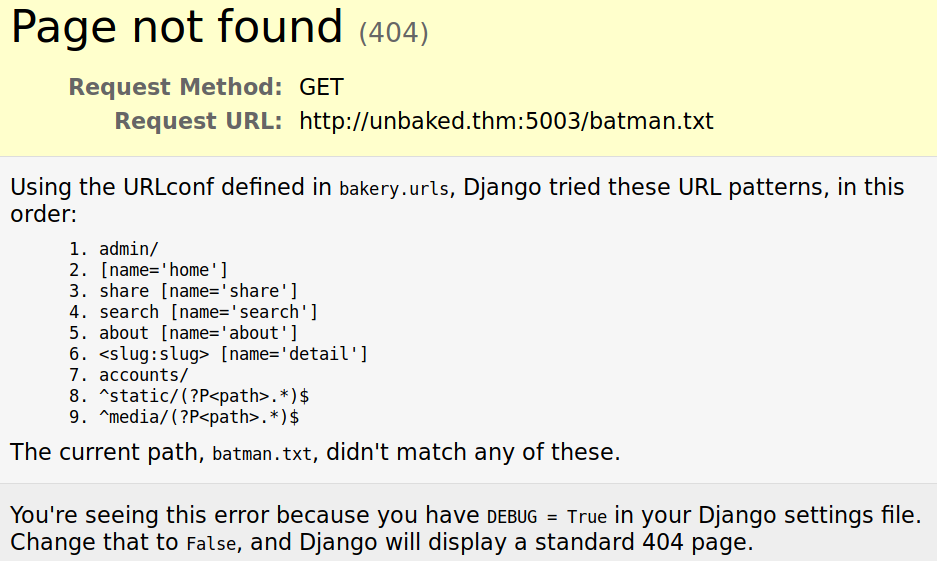 Page not found (404)
Request Method: GET
Request URL: http://unbaked.thm:5003/batman.txt
Using the URLconf defined in bakery.urls, Django tried these URL patterns, in this
order:
1. admin/
2. [name='home']
3. share [name='share']
4. search [name='search']
5. about [name='about']
6. <slug:slug> [name='detail']
7. accounts/
8. ^static/(?P<path>.*)$
9. ^media/(?P<path>.*)$
The current path, batman.txt, didn't match any of these.
You're seeing this error because you have DEBUG = True in your Django settings file.
Change that to False, and Django will display a standard 404 page.